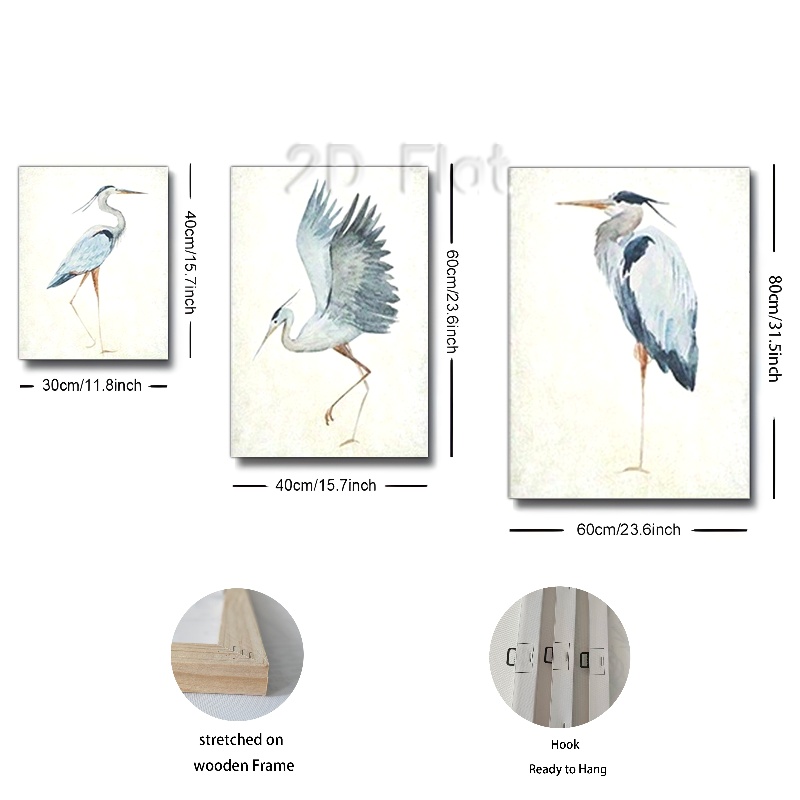 2D Flat
40cm/15.7inch
30cm/11.8inch
60cm/23.6inch
40cm/15.7inch
80cm/31.5inch
60cm/23.6inch
stretched on
wooden Frame
Hook
Ready to Hang